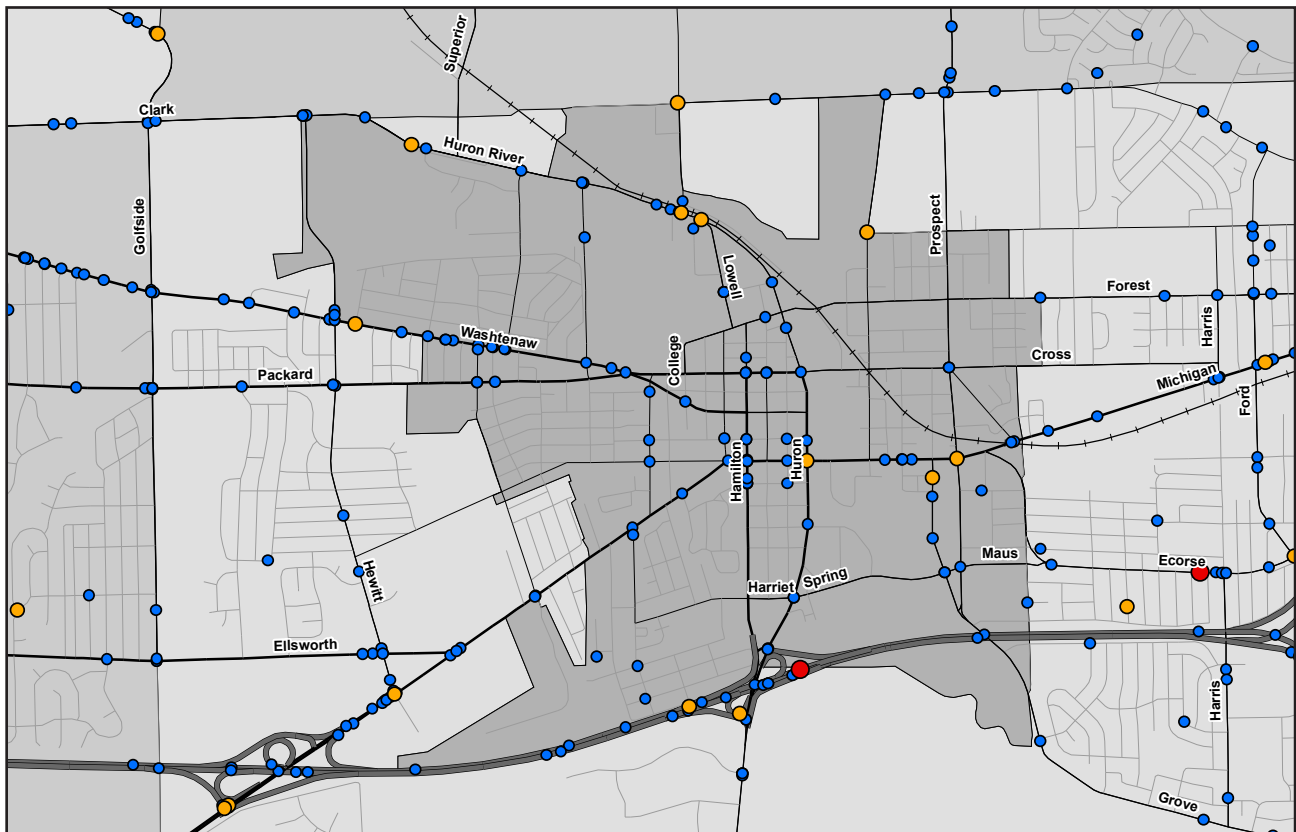 Superior
Clark
Huron River
Golfside
Prospect
Lowell
Forest
Harris
Washtenaw
College
Cross
Packard
Michigan
Ford
Hamilton
Huron
Maus
Ecorse
Hewitt
Harriet
Spring
Ellsworth
Harris
Grove